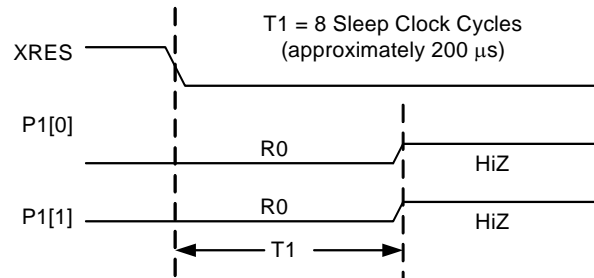 T1 = 8 Sleep Clock Cycles
(approximately 200 μs)
XRES
P1[0]
R0
HiZ
P1[1]
R0
HiZ
T1